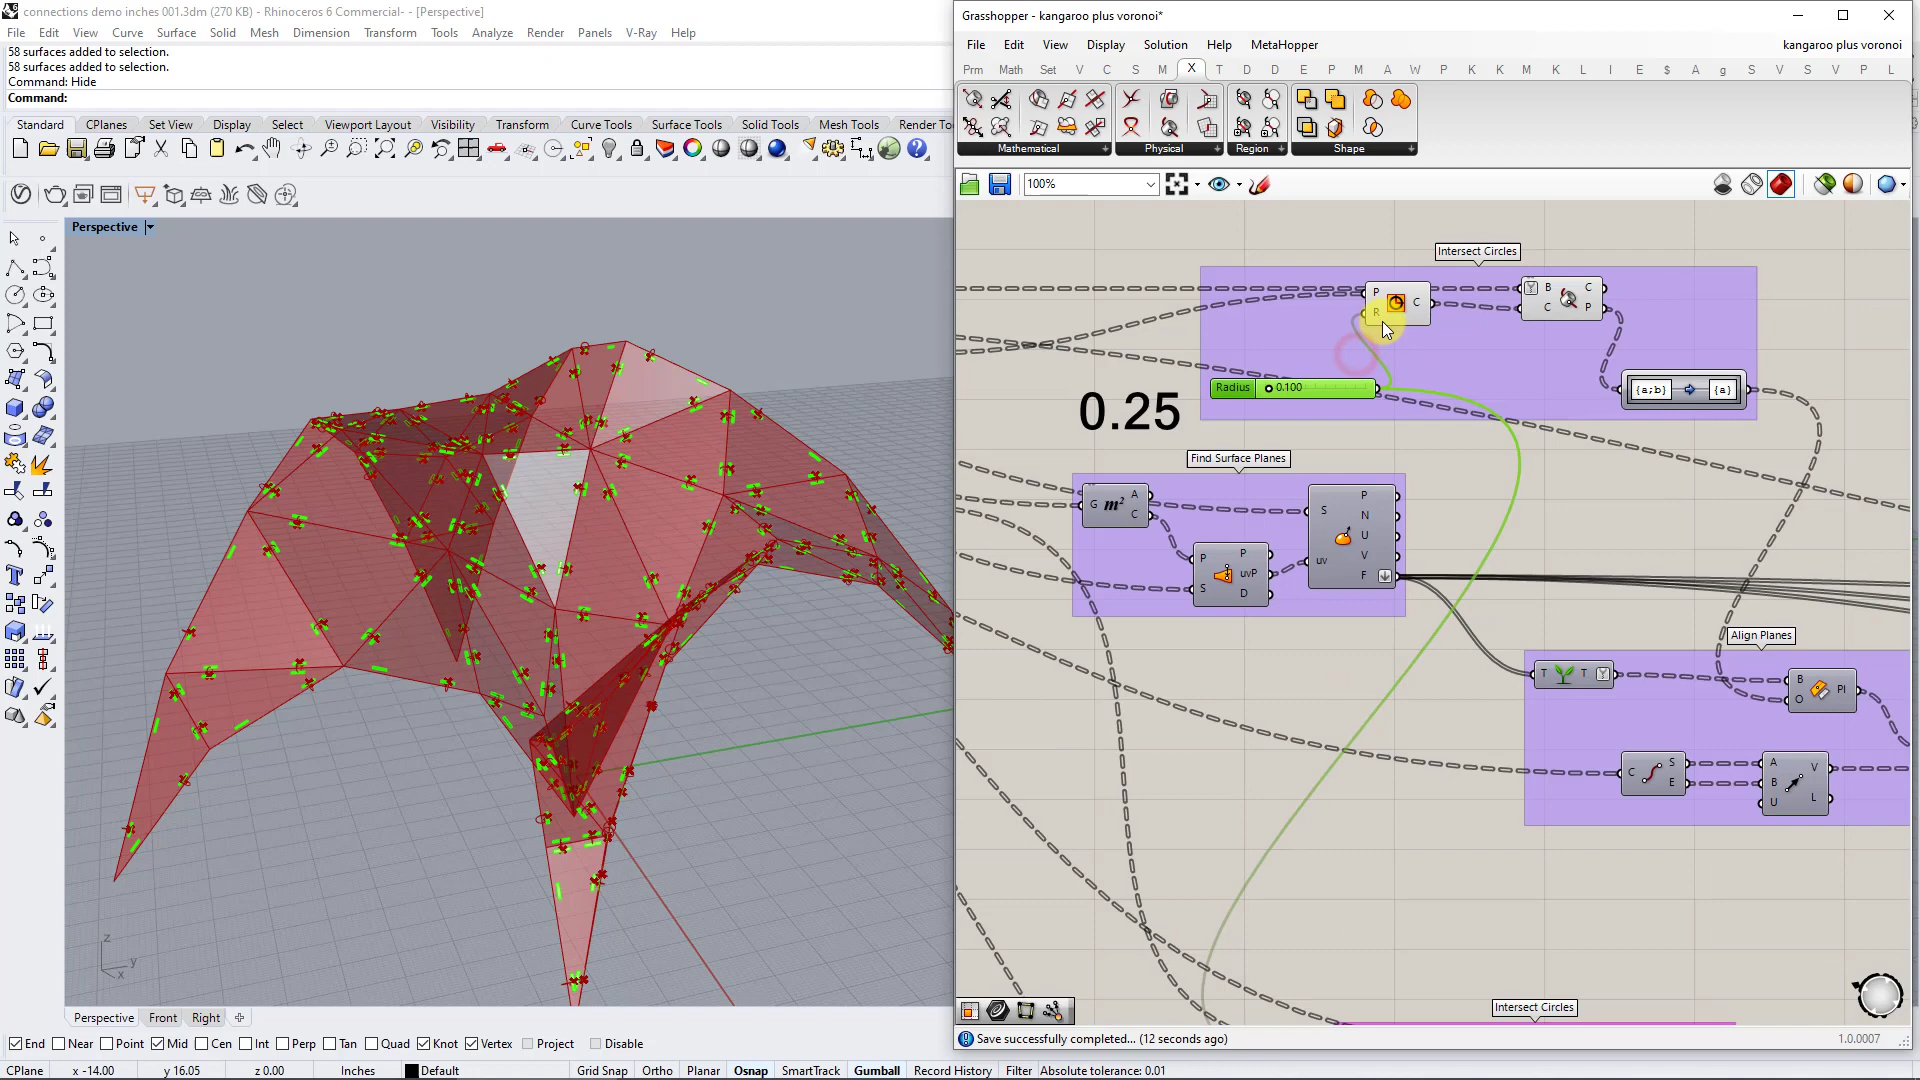 connections demo inches 001.3dm (270 KB) - Rhinoceros 6 Commercial- - [Perspective]
File Edit View Curve Surface Solid Mesh Dimension Transform Tools Analyze Render Panels V-Ray Help
58 surfaces added to selection.
58 surfaces added to selection.
Command: Hide
Command:
Standard CPlanes Set View Display Select Viewport Layout Visibility Transform Curve Tools Surface Tools Solid Tools Mesh Tools Render To
Perspective
z
y
x
Perspective Front Right
End Near Point Mid Cen Int Perp Tan Quad Knot Vertex Project Disable
CPlane x -14.00 y 16.05 z 0.00 Inches Default Grid Snap Ortho Planar Osnap SmartTrack Gumball Record History Filter Absolute tolerance: 0.01
Grasshopper - kangaroo plus voronoi*
File Edit View Display Solution Help MetaHopper kangaroo plus voronoi
Prm Math Set V C S M X T D D E P M A W P K K M K L I E $ A g S V S V P L
Mathematical Physical Region Shape
100%
Intersect Circles
P R C
B C C P
Radius 0.100
{a;b} {a}
0.25
Find Surface Planes
G m² A C
P S P uvP D
S uv P N U V F
Align Planes
T T
B O Pl
C S E
A B U V L
Intersect Circles
Save successfully completed... (12 seconds ago) 1.0.0007